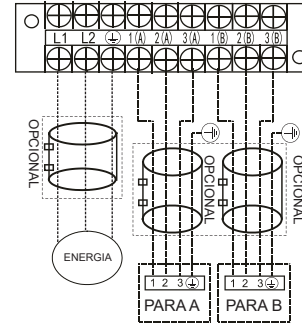 L1 L2 1(A) 2(A) 3(A) 1(B) 2(B) 3(B)
OPCIONAL
OPCIONAL
OPCIONAL
ENERGIA
1 2 3
PARA A
1 2 3
PARA B